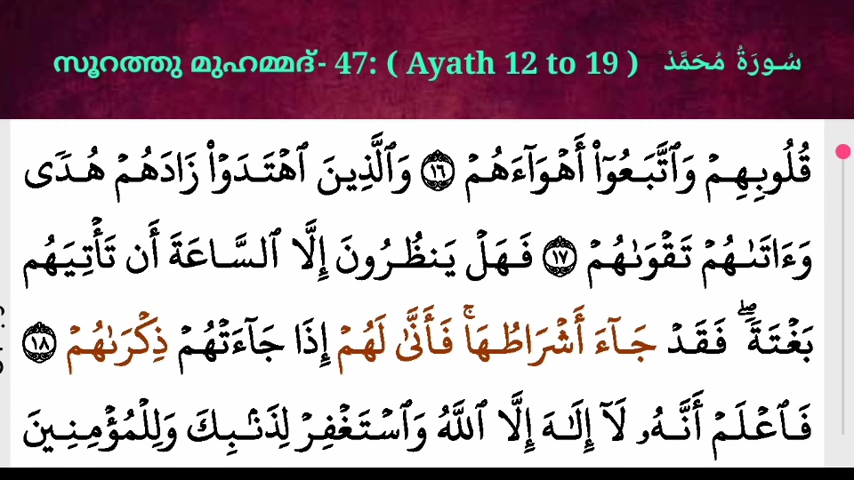 സൂറത്തു മുഹമ്മദ്- 47: ( Ayath 12 to 19 ) سُورَةُ مُحَمَّدْ
قُلُوبِهِمْ وَٱتَّبَعُوٓا۟ أَهْوَآءَهُمْ ١٦ وَٱلَّذِينَ ٱهْتَدَوْا۟ زَادَهُمْ هُدًى
وَءَاتَىٰهُمْ تَقْوَىٰهُمْ ١٧ فَهَلْ يَنظُرُونَ إِلَّا ٱلسَّاعَةَ أَن تَأْتِيَهُم
بَغْتَةً ۖ فَقَدْ جَآءَ أَشْرَاطُهَا ۚ فَأَنَّىٰ لَهُمْ إِذَا جَآءَتْهُمْ ذِكْرَىٰهُمْ ١٨
فَٱعْلَمْ أَنَّهُۥ لَآ إِلَـٰهَ إِلَّا ٱللَّهُ وَٱسْتَغْفِرْ لِذَنۢبِكَ وَلِلْمُؤْمِنِينَ